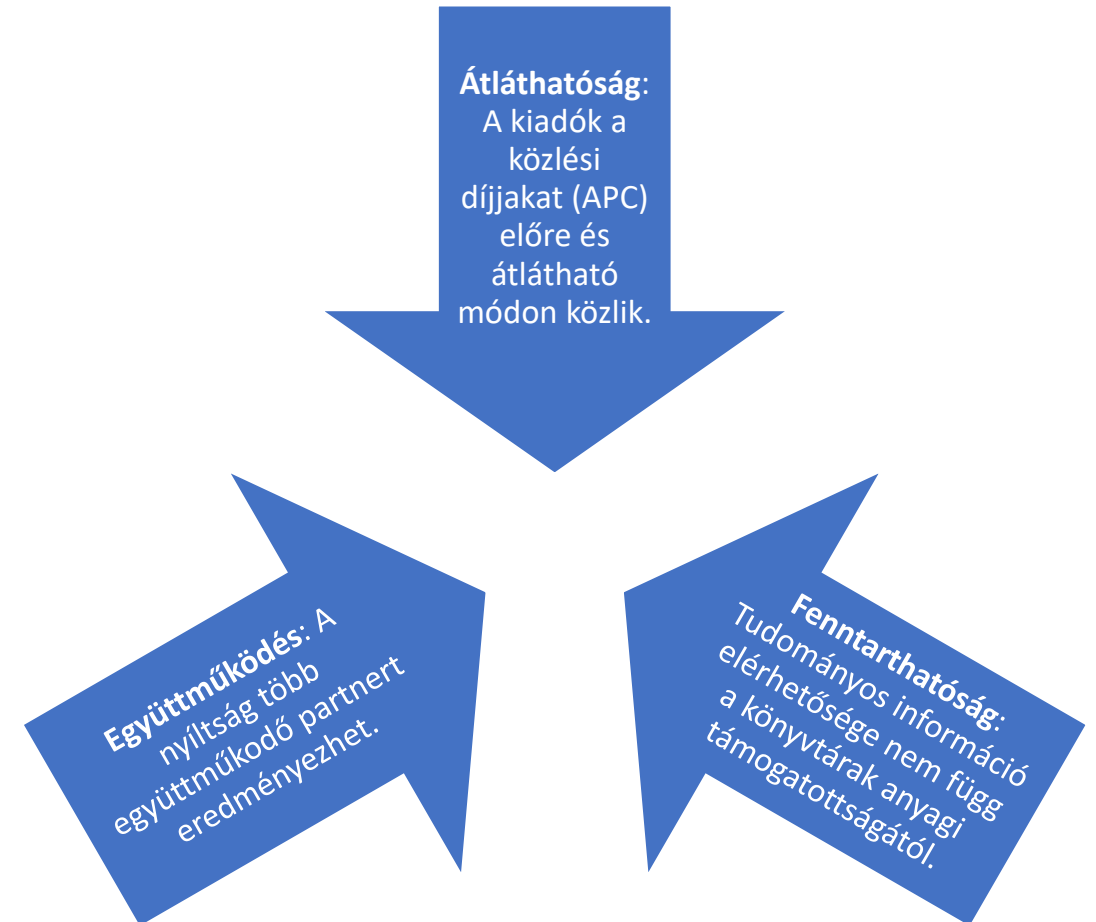 Átláthatóság:
A kiadók a
közlési
díjjakat (APC)
előre és
átlátható
módon közlik.
Együttműködés: A
nyíltság több
együttműkodő partnert
eredményezhet.
Fenntarthatóság:
Tudományos információ
elérhetősége nem függ
a könyvtárak anyagi
támogatottságától.